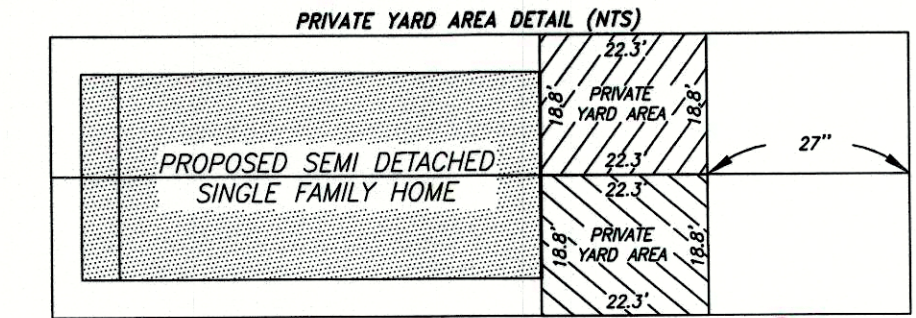 PRIVATE YARD AREA DETAIL (NTS)
22.3'
18.8'
PRIVATE
YARD AREA
18.8'
22.3'
27"
PROPOSED SEMI DETACHED
SINGLE FAMILY HOME
22.3'
18.8'
PRIVATE
YARD AREA
18.8'
22.3'